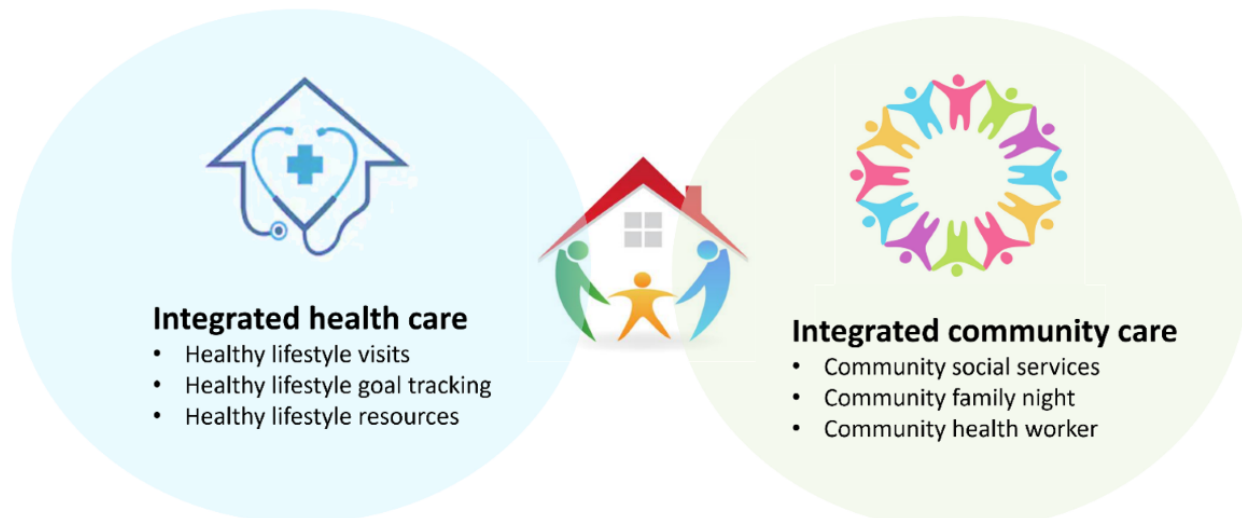 Integrated health care
• Healthy lifestyle visits
• Healthy lifestyle goal tracking
• Healthy lifestyle resources
Integrated community care
• Community social services
• Community family night
• Community health worker